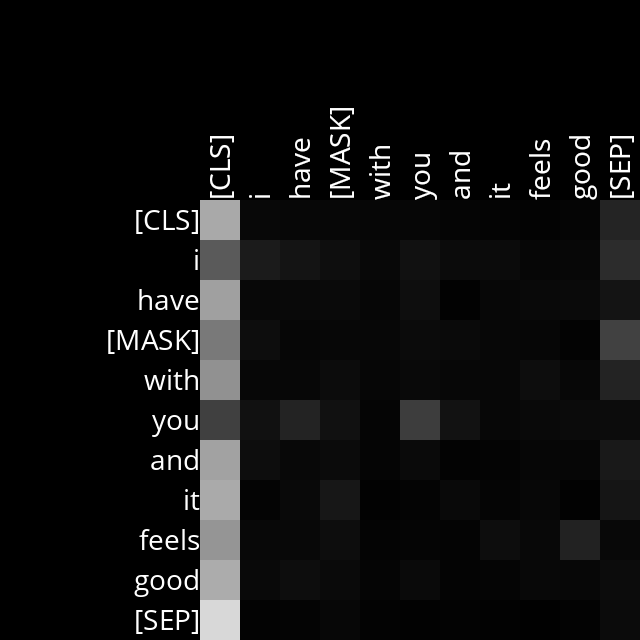 [CLS] i have [MASK] with you and it feels good [SEP]
[CLS]
i
have
[MASK]
with
you
and
it
feels
good
[SEP]